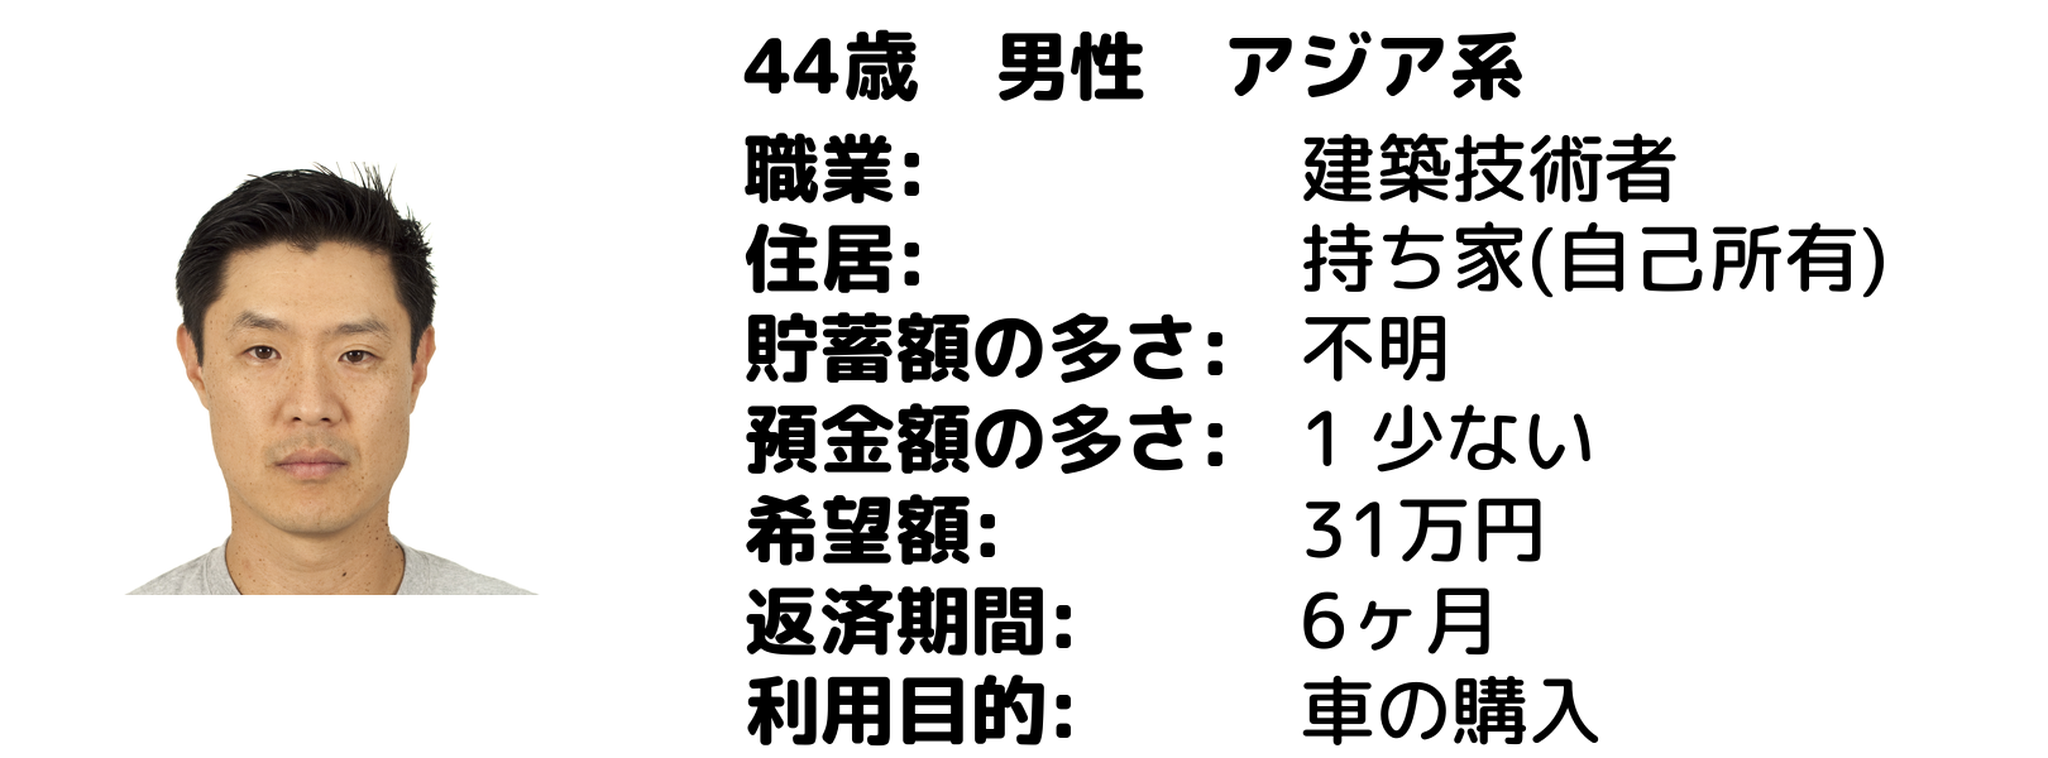 44歳　男性　アジア系
職業: 建築技術者
住居: 持ち家(自己所有)
貯蓄額の多さ: 不明
預金額の多さ: 1 少ない
希望額: 31万円
返済期間: 6ヶ月
利用目的: 車の購入